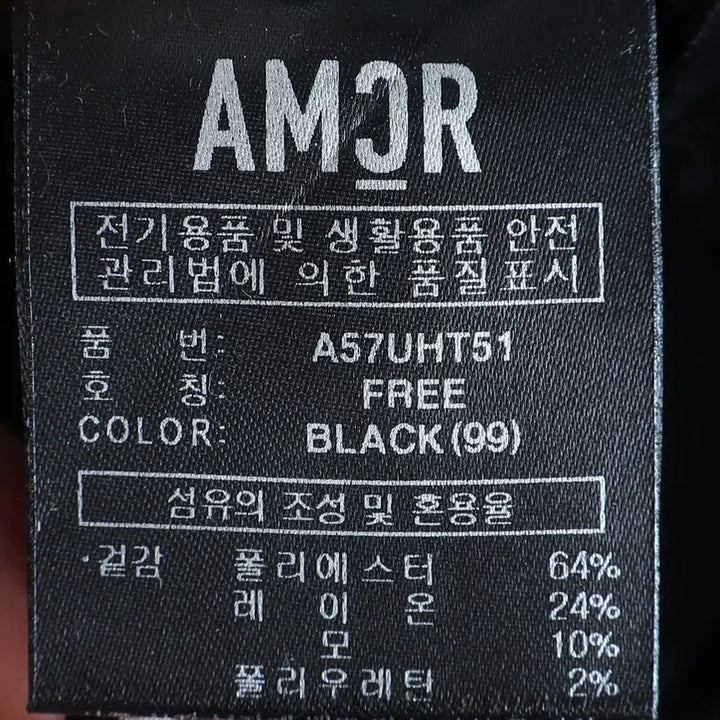 AMOR
전기용품 및 생활용품 안전
관리법에 의한 품질표시
품 번: A57UHT51
호 칭: FREE
COLOR: BLACK(99)
섬유의 조성 및 혼용율
·겉감 폴리에스터 64%
레이온 24%
모 10%
폴리우레탄 2%